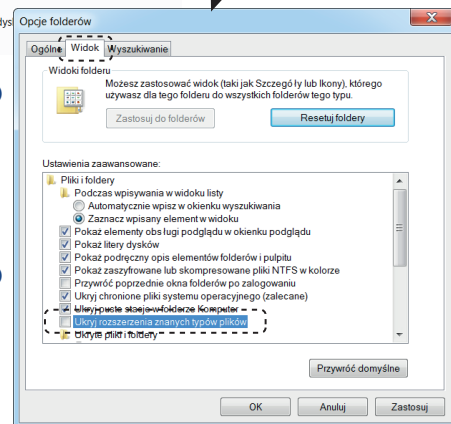 dys
Opcje folderów
Ogólne Widok Wyszukiwanie
Widoki folderu
Możesz zastosować widok (taki jak Szczegóły lub Ikony), którego
używasz dla tego folderu do wszystkich folderów tego typu.
Zastosuj do folderów Resetuj foldery
Ustawienia zaawansowane:
Pliki i foldery
Podczas wpisywania w widoku listy
Automatycznie wpisz w okienku wyszukiwania
Zaznacz wpisany element w widoku
Pokaż elementy obsługi podglądu w okienku podglądu
Pokaż litery dysków
Pokaż podręczny opis elementów folderów i pulpitu
Pokaż zaszyfrowane lub skompresowane pliki NTFS w kolorze
Przywróć poprzednie okna folderów po zalogowaniu
Ukryj chronione pliki systemu operacyjnego (zalecane)
Ukryj puste stacje w folderze Komputer
Ukryj rozszerzenia znanych typów plików
Ukryte pliki i foldery
Przywróć domyślne
OK Anuluj Zastosuj